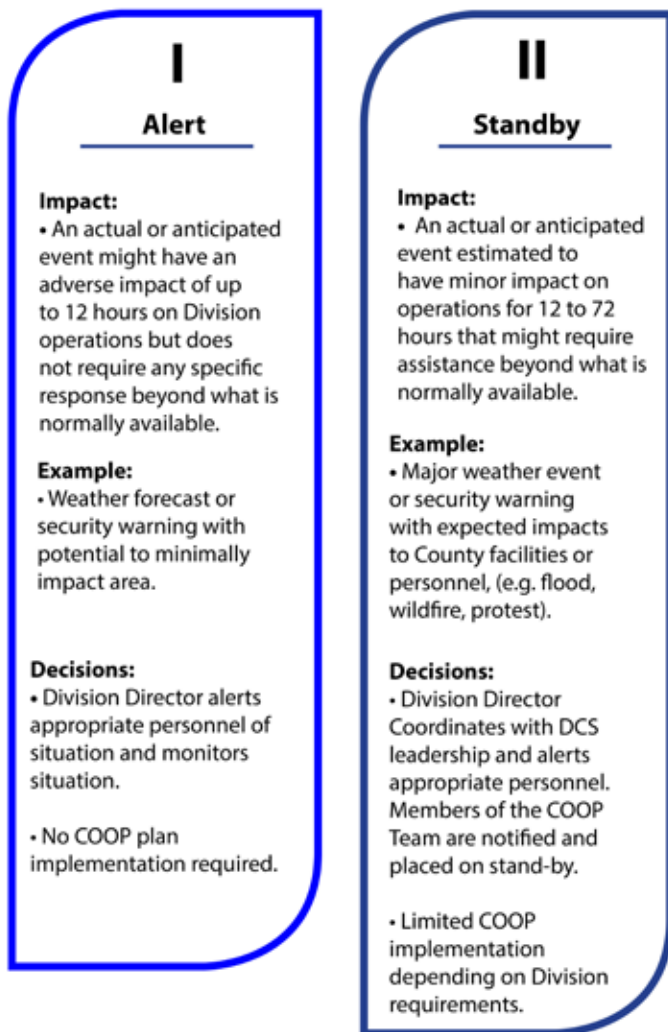 I
Alert
Impact:
• An actual or anticipated
event might have an
adverse impact of up
to 12 hours on Division
operations but does
not require any specific
response beyond what is
normally available.
Example:
• Weather forecast or
security warning with
potential to minimally
impact area.
Decisions:
• Division Director alerts
appropriate personnel of
situation and monitors
situation.
• No COOP plan
implementation required.
II
Standby
Impact:
• An actual or anticipated
event estimated to
have minor impact on
operations for 12 to 72
hours that might require
assistance beyond what is
normally available.
Example:
• Major weather event
or security warning
with expected impacts
to County facilities or
personnel, (e.g. flood,
wildfire, protest).
Decisions:
• Division Director
Coordinates with DCS
leadership and alerts
appropriate personnel.
Members of the COOP
Team are notified and
placed on stand-by.
• Limited COOP
implementation
depending on Division
requirements.